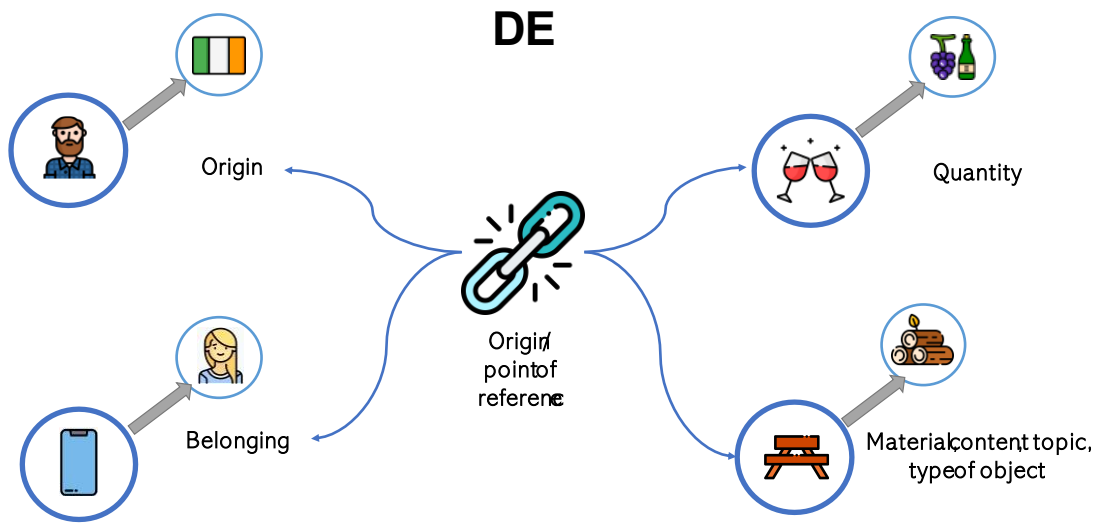 DE
Origin
Quantity
Origin/
point of
reference
Belonging
Material, content, topic,
type of object